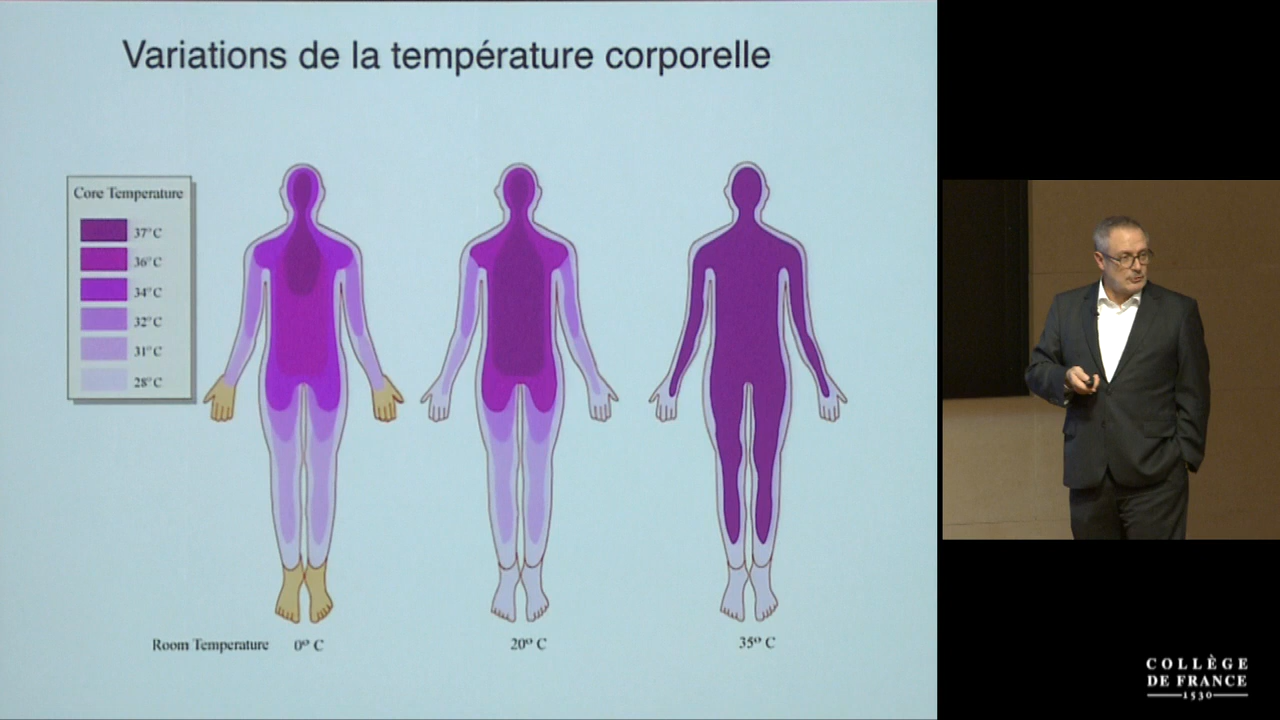 Variations de la température corporelle
Core Temperature
37°C
36°C
34°C
32°C
31°C
28°C
Room Temperature 0° C 20° C 35° C
COLLÈGE
DE FRANCE
1530